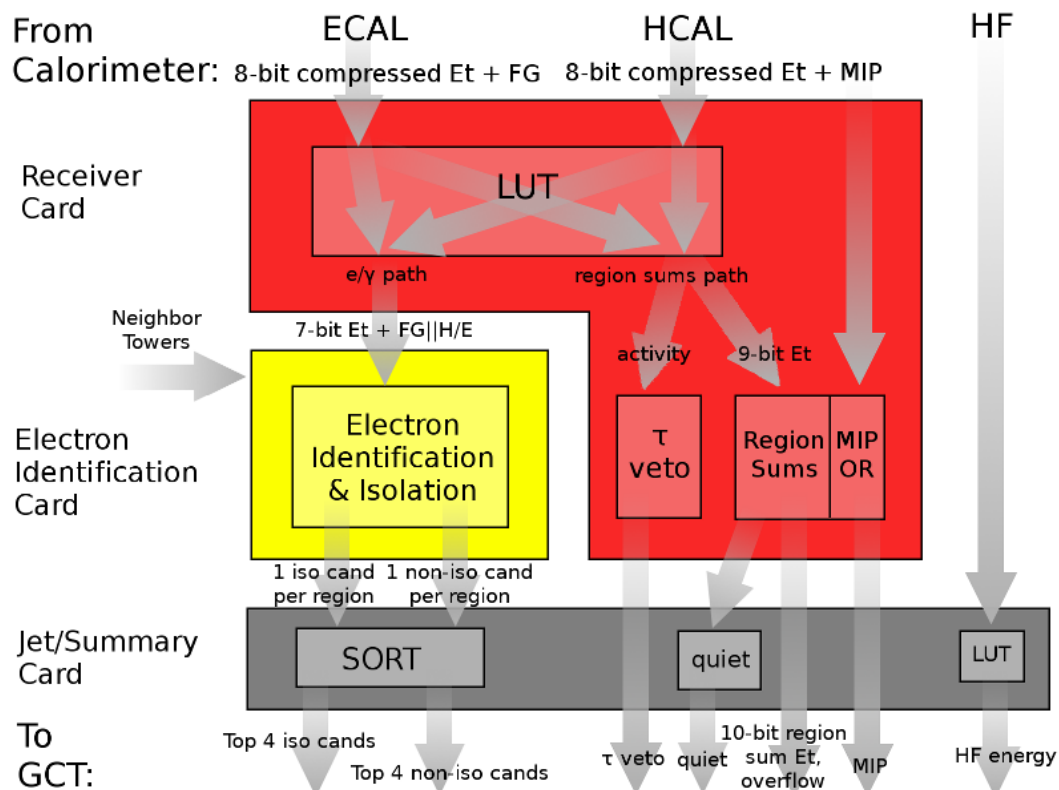 From
Calorimeter:
ECAL
HCAL
HF
8-bit compressed Et + FG
8-bit compressed Et + MIP
Receiver
Card
LUT
e/γ path
region sums path
Neighbor
Towers
7-bit Et + FG||H/E
activity
9-bit Et
Electron
Identification
Card
Electron
Identification
& Isolation
τ
veto
Region
Sums
MIP
OR
1 iso cand
per region
1 non-iso cand
per region
Jet/Summary
Card
SORT
quiet
LUT
To
GCT:
Top 4 iso cands
Top 4 non-iso cands
τ veto
quiet
10-bit region
sum Et,
overflow
MIP
HF energy